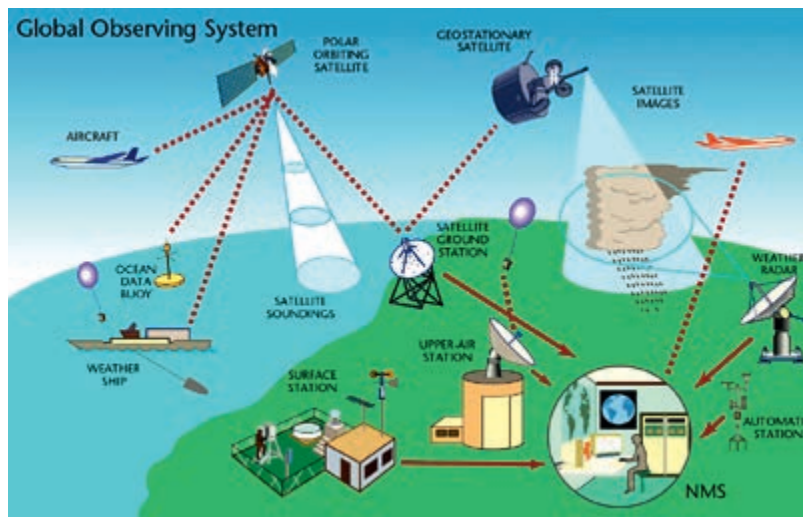 Global Observing System
POLAR
ORBITING
SATELLITE
GEOSTATIONARY
SATELLITE
SATELLITE
IMAGES
AIRCRAFT
OCEAN
DATA
BUOY
SATELLITE
SOUNDINGS
SATELLITE
GROUND
STATION
WEATHER
RADAR
WEATHER
SHIP
SURFACE
STATION
UPPER-AIR
STATION
AUTOMAT
STATION
NMS